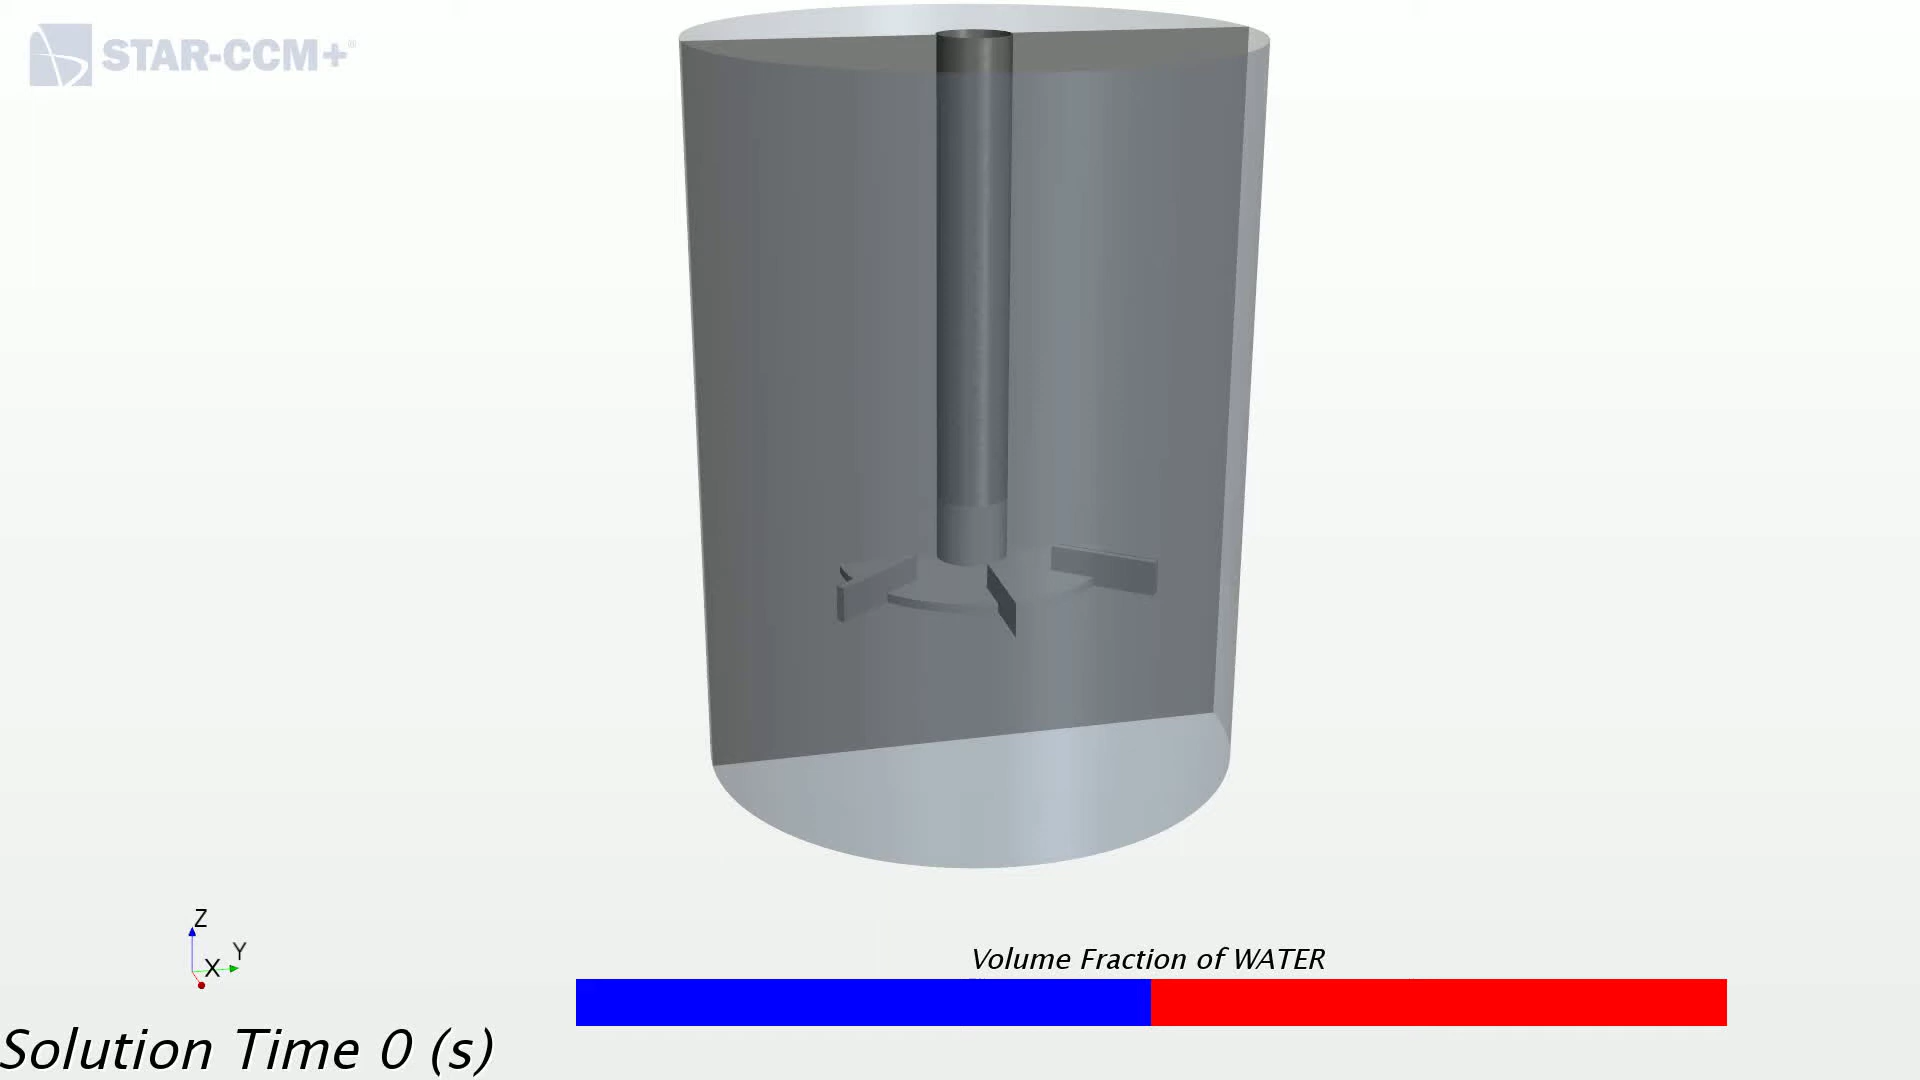 STAR-CCM+®
Z
Y
X
Volume Fraction of WATER
Solution Time 0 (s)